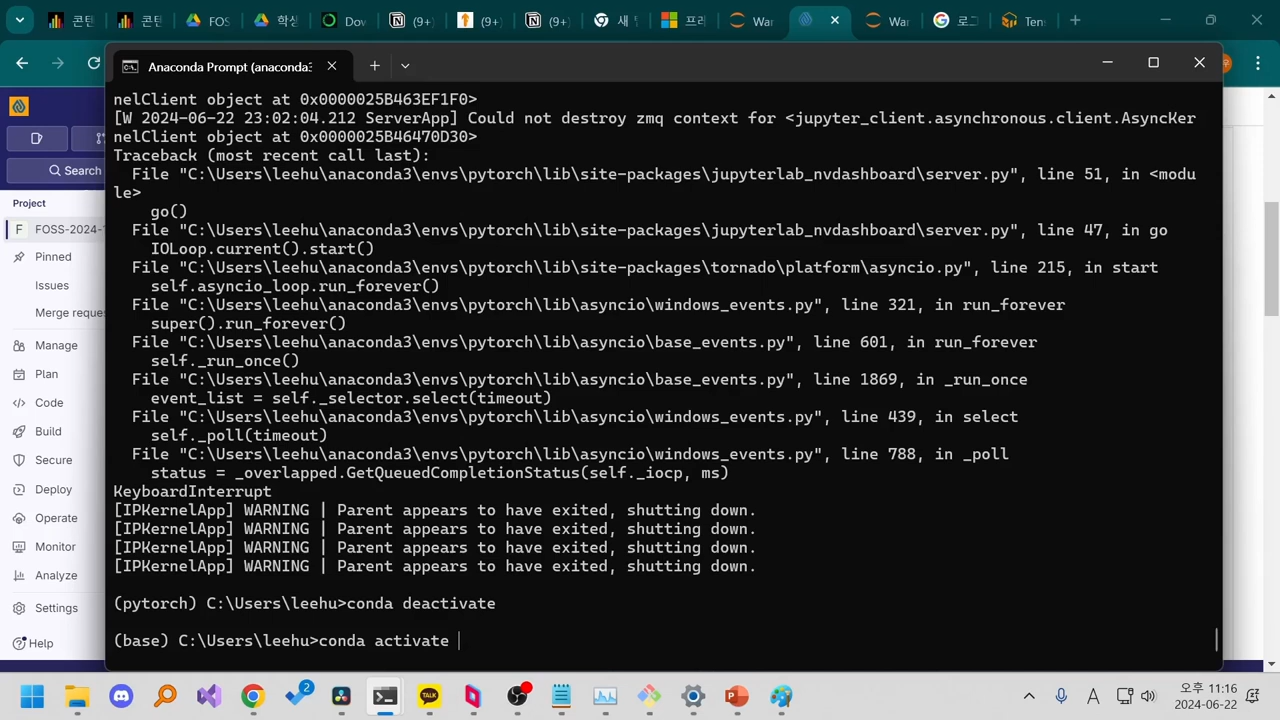 콘텐
콘텐
FOS
학생
Dow
(9+)
(9+)
(9+)
새 탭
프리
War
War
로그
Tens
Anaconda Prompt (anaconda3
nelClient object at 0x0000025B463EF1F0>
[W 2024-06-22 23:02:04.212 ServerApp] Could not destroy zmq context for <jupyter_client.asynchronous.client.AsyncKer
nelClient object at 0x0000025B46470D30>
Traceback (most recent call last):
File "C:\Users\leehu\anaconda3\envs\pytorch\lib\site-packages\jupyterlab_nvdashboard\server.py", line 51, in <modu
le>
go()
File "C:\Users\leehu\anaconda3\envs\pytorch\lib\site-packages\jupyterlab_nvdashboard\server.py", line 47, in go
IOLoop.current().start()
File "C:\Users\leehu\anaconda3\envs\pytorch\lib\site-packages\tornado\platform\asyncio.py", line 215, in start
self.asyncio_loop.run_forever()
File "C:\Users\leehu\anaconda3\envs\pytorch\lib\asyncio\windows_events.py", line 321, in run_forever
super().run_forever()
File "C:\Users\leehu\anaconda3\envs\pytorch\lib\asyncio\base_events.py", line 601, in run_forever
self._run_once()
File "C:\Users\leehu\anaconda3\envs\pytorch\lib\asyncio\base_events.py", line 1869, in _run_once
event_list = self._selector.select(timeout)
File "C:\Users\leehu\anaconda3\envs\pytorch\lib\asyncio\windows_events.py", line 439, in select
self._poll(timeout)
File "C:\Users\leehu\anaconda3\envs\pytorch\lib\asyncio\windows_events.py", line 788, in _poll
status = _overlapped.GetQueuedCompletionStatus(self._iocp, ms)
KeyboardInterrupt
[IPKernelApp] WARNING | Parent appears to have exited, shutting down.
[IPKernelApp] WARNING | Parent appears to have exited, shutting down.
[IPKernelApp] WARNING | Parent appears to have exited, shutting down.
[IPKernelApp] WARNING | Parent appears to have exited, shutting down.
(pytorch) C:\Users\leehu>conda deactivate
(base) C:\Users\leehu>conda activate
Search
Project
F FOSS-2024-1
Pinned
Issues
Merge reques
Manage
Plan
Code
Build
Secure
Deploy
Operate
Monitor
Analyze
Settings
Help
2
TALK
A
오후 11:16
2024-06-22